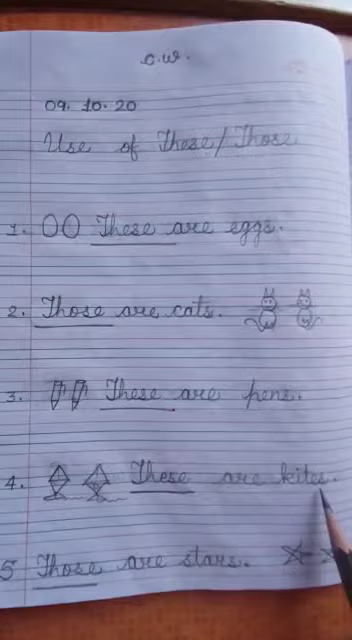 C.W.
09. 10. 20
Use of These/Those
1. These are eggs.
2. Those are cats.
3. These are pens.
4. These are kites.
5 Those are stars.